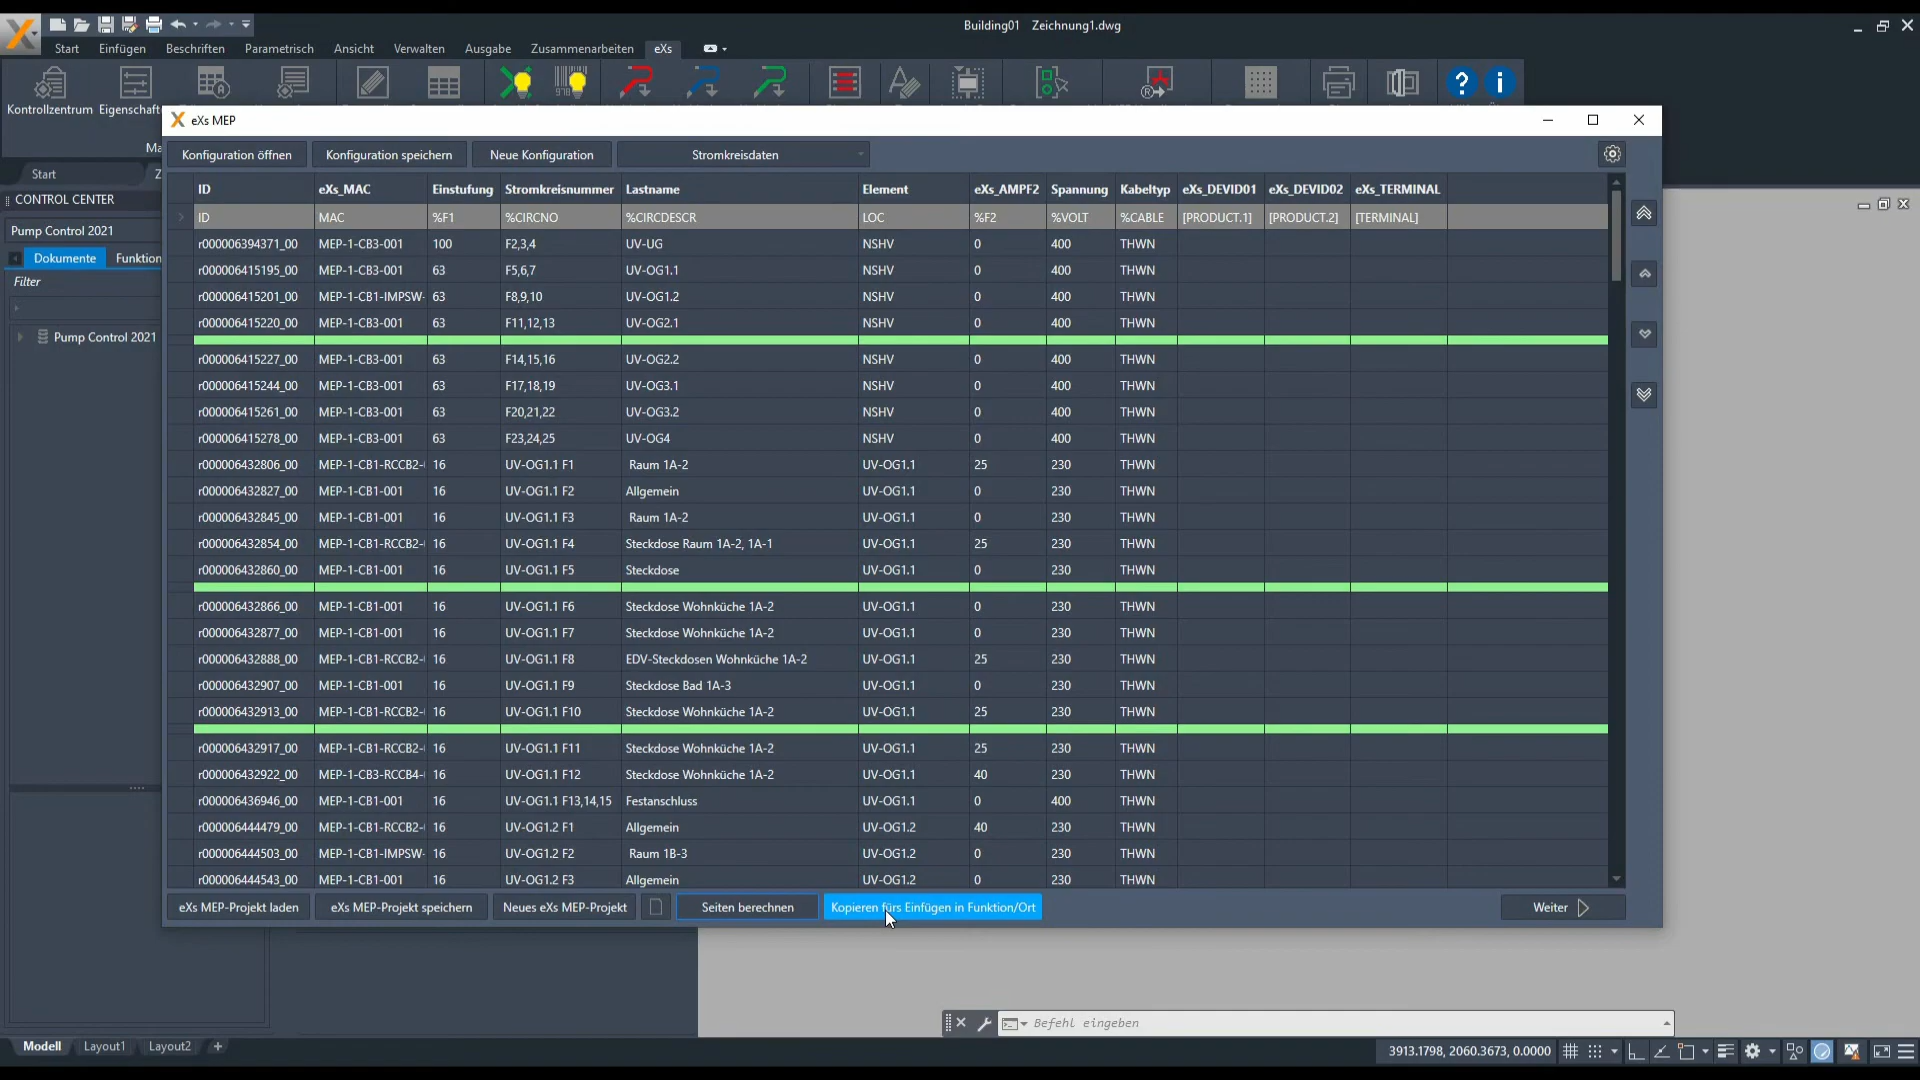 Building01 Zeichnung1.dwg
Start Einfügen Beschriften Parametrisch Ansicht Verwalten Ausgabe Zusammenarbeiten eXs
Kontrollzentrum Eigenschaft
Ma
Start Z
CONTROL CENTER
Pump Control 2021
Dokumente Funktion
Filter
Pump Control 2021
eXs MEP
Konfiguration öffnen Konfiguration speichern Neue Konfiguration Stromkreisdaten
ID eXs_MAC Einstufung Stromkreisnummer Lastname Element eXs_AMPF2 Spannung Kabeltyp eXs_DEVID01 eXs_DEVID02 eXs_TERMINAL
ID MAC %F1 %CIRCNO %CIRCDESCR LOC %F2 %VOLT %CABLE [PRODUCT.1] [PRODUCT.2] [TERMINAL]
r000006394371_00 MEP-1-CB3-001 100 F2,3,4 UV-UG NSHV 0 400 THWN
r000006415195_00 MEP-1-CB3-001 63 F5,6,7 UV-OG1.1 NSHV 0 400 THWN
r000006415201_00 MEP-1-CB1-IMPSW- 63 F8,9,10 UV-OG1.2 NSHV 0 400 THWN
r000006415220_00 MEP-1-CB3-001 63 F11,12,13 UV-OG2.1 NSHV 0 400 THWN
r000006415227_00 MEP-1-CB3-001 63 F14,15,16 UV-OG2.2 NSHV 0 400 THWN
r000006415244_00 MEP-1-CB3-001 63 F17,18,19 UV-OG3.1 NSHV 0 400 THWN
r000006415261_00 MEP-1-CB3-001 63 F20,21,22 UV-OG3.2 NSHV 0 400 THWN
r000006415278_00 MEP-1-CB3-001 63 F23,24,25 UV-OG4 NSHV 0 400 THWN
r000006432806_00 MEP-1-CB1-RCCB2- 16 UV-OG1.1 F1 Raum 1A-2 UV-OG1.1 25 230 THWN
r000006432827_00 MEP-1-CB1-001 16 UV-OG1.1 F2 Allgemein UV-OG1.1 0 230 THWN
r000006432845_00 MEP-1-CB1-001 16 UV-OG1.1 F3 Raum 1A-2 UV-OG1.1 0 230 THWN
r000006432854_00 MEP-1-CB1-RCCB2- 16 UV-OG1.1 F4 Steckdose Raum 1A-2, 1A-1 UV-OG1.1 25 230 THWN
r000006432860_00 MEP-1-CB1-001 16 UV-OG1.1 F5 Steckdose UV-OG1.1 0 230 THWN
r000006432866_00 MEP-1-CB1-001 16 UV-OG1.1 F6 Steckdose Wohnküche 1A-2 UV-OG1.1 0 230 THWN
r000006432877_00 MEP-1-CB1-001 16 UV-OG1.1 F7 Steckdose Wohnküche 1A-2 UV-OG1.1 0 230 THWN
r000006432888_00 MEP-1-CB1-RCCB2- 16 UV-OG1.1 F8 EDV-Steckdosen Wohnküche 1A-2 UV-OG1.1 25 230 THWN
r000006432907_00 MEP-1-CB1-001 16 UV-OG1.1 F9 Steckdose Bad 1A-3 UV-OG1.1 0 230 THWN
r000006432913_00 MEP-1-CB1-RCCB2- 16 UV-OG1.1 F10 Steckdose Wohnküche 1A-2 UV-OG1.1 25 230 THWN
r000006432917_00 MEP-1-CB1-RCCB2- 16 UV-OG1.1 F11 Steckdose Wohnküche 1A-2 UV-OG1.1 25 230 THWN
r000006432922_00 MEP-1-CB3-RCCB4- 16 UV-OG1.1 F12 Steckdose Wohnküche 1A-2 UV-OG1.1 40 230 THWN
r000006436946_00 MEP-1-CB1-001 16 UV-OG1.1 F13,14,15 Festanschluss UV-OG1.1 0 400 THWN
r000006444479_00 MEP-1-CB1-RCCB2- 16 UV-OG1.2 F1 Allgemein UV-OG1.2 40 230 THWN
r000006444503_00 MEP-1-CB1-IMPSW- 16 UV-OG1.2 F2 Raum 1B-3 UV-OG1.2 0 230 THWN
r000006444543_00 MEP-1-CB1-001 16 UV-OG1.2 F3 Allgemein UV-OG1.2 0 230 THWN
eXs MEP-Projekt laden eXs MEP-Projekt speichern Neues eXs MEP-Projekt Seiten berechnen Kopieren fürs Einfügen in Funktion/Ort Weiter
Befehl eingeben
Modell Layout1 Layout2 +
3913.1798, 2060.3673, 0.0000